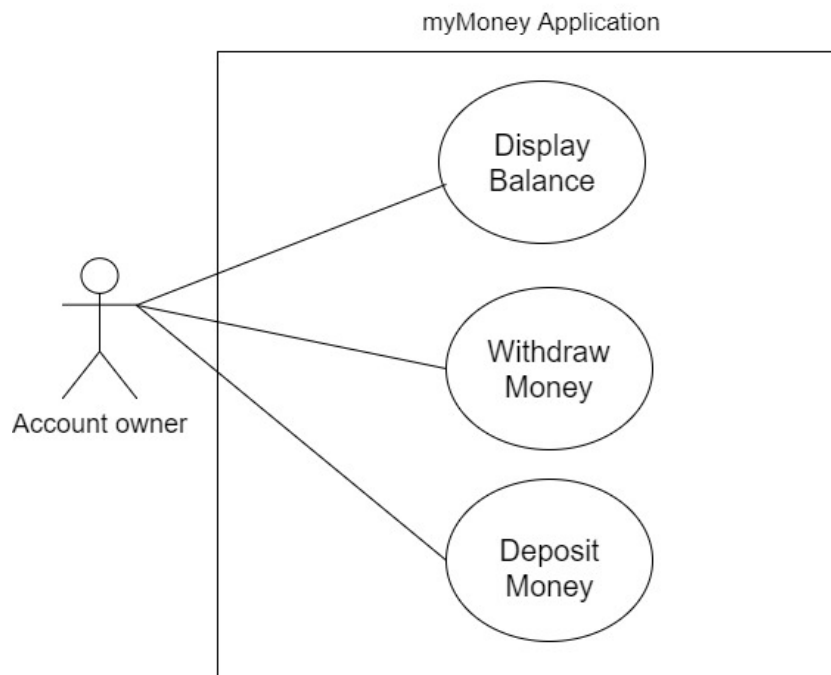 myMoney Application
Display
Balance
Withdraw
Money
Account owner
Deposit
Money